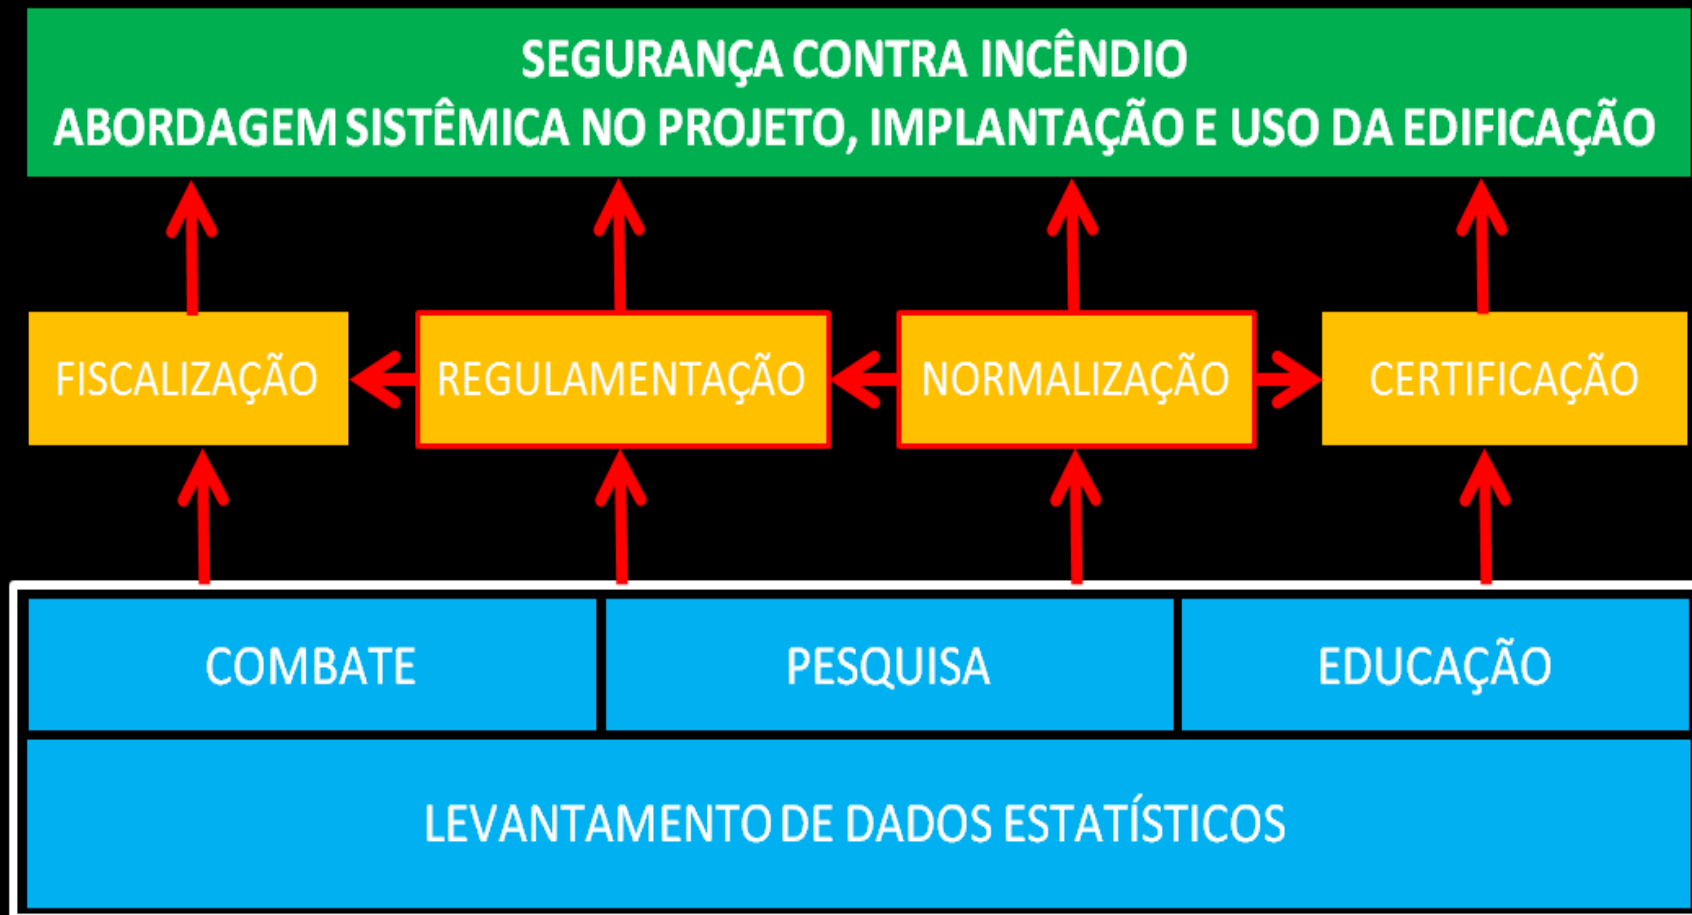 SEGURANÇA CONTRA INCÊNDIO
ABORDAGEM SISTÊMICA NO PROJETO, IMPLANTAÇÃO E USO DA EDIFICAÇÃO
FISCALIZAÇÃO
REGULAMENTAÇÃO
NORMALIZAÇÃO
CERTIFICAÇÃO
COMBATE
PESQUISA
EDUCAÇÃO
LEVANTAMENTO DE DADOS ESTATÍSTICOS